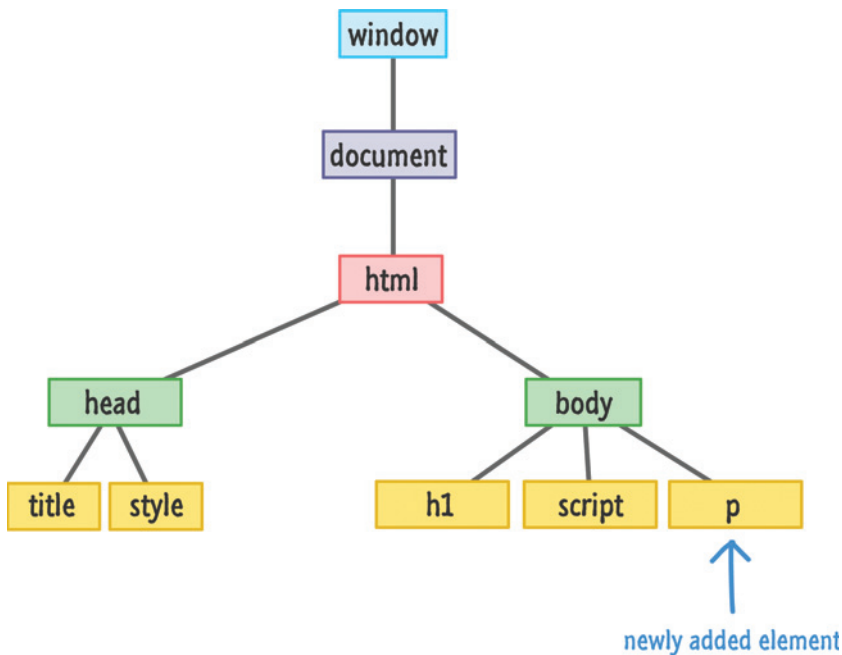 window
document
html
head
body
title
style
h1
script
p
newly added element